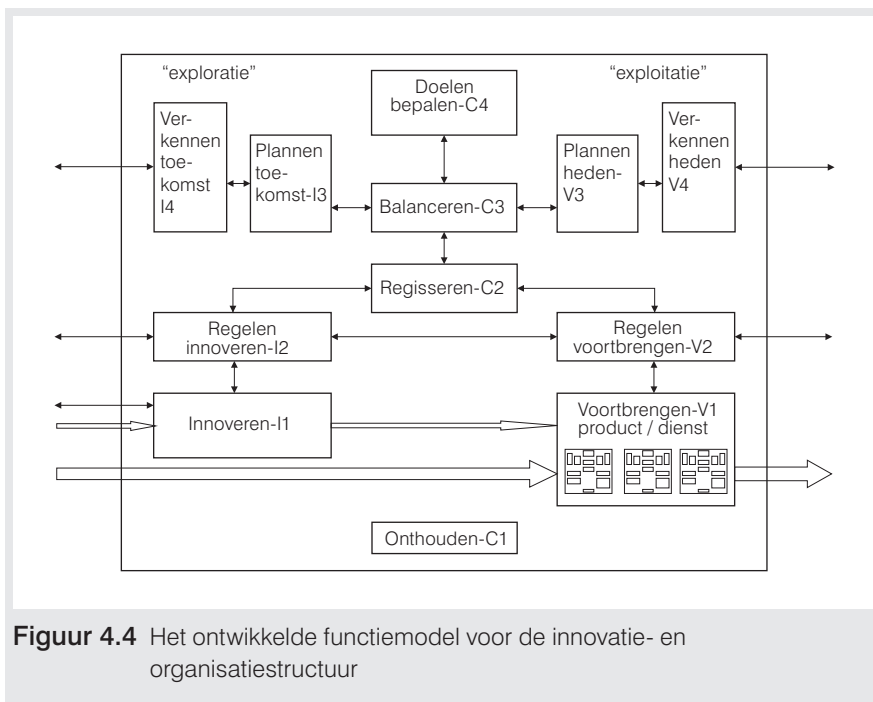 “exploratie”
“exploitatie”
Doelen
bepalen-C4
Ver-
kennen
toe-
komst
I4
Plannen
toe-
komst-I3
Balanceren-C3
Plannen
heden-
V3
Ver-
kennen
heden
V4
Regisseren-C2
Regelen
innoveren-I2
Regelen
voortbrengen-V2
Innoveren-I1
Voortbrengen-V1
product / dienst
Onthouden-C1
Figuur 4.4 Het ontwikkelde functiemodel voor de innovatie- en
organisatiestructuur